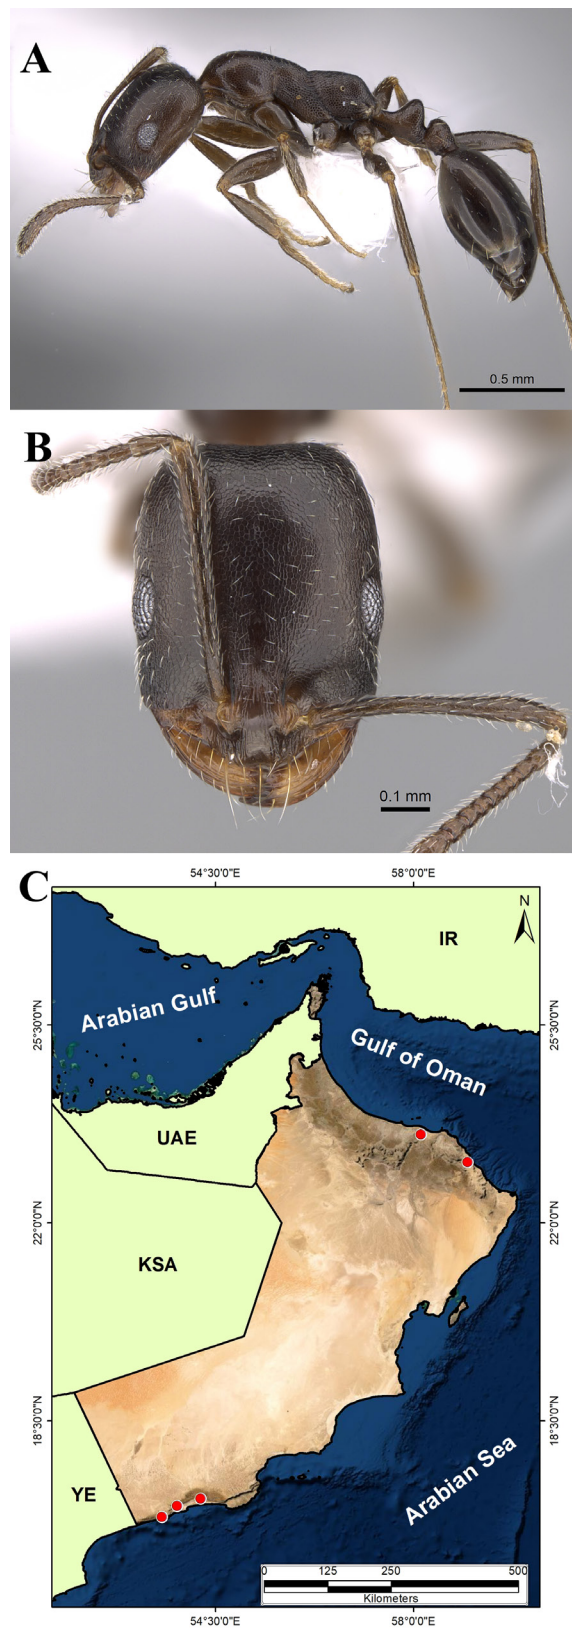 A
0.5 mm
B
0.1 mm
C
54°30'0"E 58°0'0"E
N
IR
Arabian Gulf
25°30'0"N 25°30'0"N
Gulf of Oman
UAE
22°0'0"N 22°0'0"N
KSA
18°30'0"N 18°30'0"N
Arabian Sea
YE
0 125 250 500
Kilometers
54°30'0"E 58°0'0"E